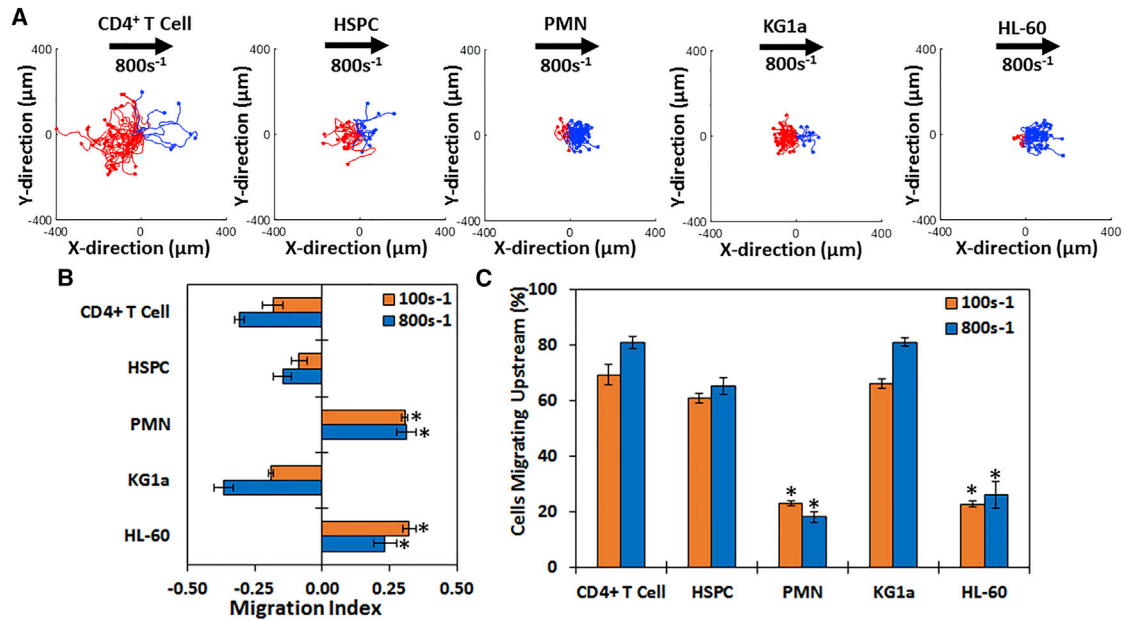 A
CD4+ T Cell
800s-1
400
0
-400
-400
0
400
Y-direction (µm)
X-direction (µm)
HSPC
800s-1
400
0
-400
-400
0
400
Y-direction (µm)
X-direction (µm)
PMN
800s-1
400
0
-400
-400
0
400
Y-direction (µm)
X-direction (µm)
KG1a
800s-1
400
0
-400
-400
0
400
Y-direction (µm)
X-direction (µm)
HL-60
800s-1
400
0
-400
-400
0
400
Y-direction (µm)
X-direction (µm)
B
100s-1
800s-1
CD4+ T Cell
HSPC
PMN
*
*
KG1a
HL-60
*
*
-0.50
-0.25
0.00
0.25
0.50
Migration Index
C
100s-1
800s-1
100
80
60
40
20
0
Cells Migrating Upstream (%)
* *
* *
CD4+ T Cell
HSPC
PMN
KG1a
HL-60